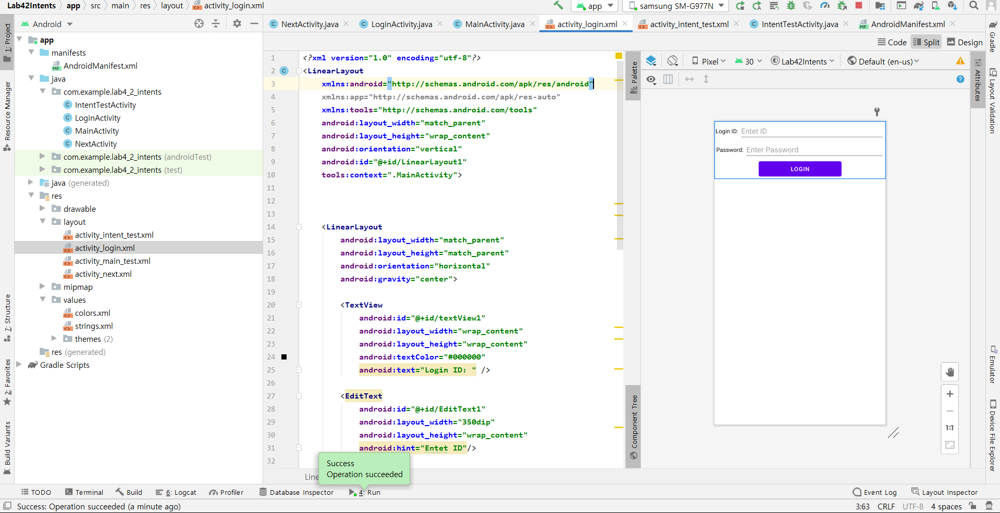 Lab42Intents app src main res layout activity_login.xml
app samsung SM-G977N
Android
NextActivity.java LoginActivity.java MainActivity.java activity_login.xml activity_intent_test.xml IntentTestActivity.java AndroidManifest.xml
Code Split Design
1: Project
Resource Manager
7: Structure
2: Favorites
Build Variants
app
manifests
AndroidManifest.xml
java
com.example.lab4_2_intents
IntentTestActivity
LoginActivity
MainActivity
NextActivity
com.example.lab4_2_intents (androidTest)
com.example.lab4_2_intents (test)
java (generated)
res
drawable
layout
activity_intent_test.xml
activity_login.xml
activity_main_test.xml
activity_next.xml
mipmap
values
colors.xml
strings.xml
themes (2)
res (generated)
Gradle Scripts
1 <?xml version="1.0" encoding="utf-8"?>
2 <LinearLayout
3 xmlns:android="http://schemas.android.com/apk/res/android"
4 xmlns:app="http://schemas.android.com/apk/res-auto"
5 xmlns:tools="http://schemas.android.com/tools"
6 android:layout_width="match_parent"
7 android:layout_height="wrap_content"
8 android:orientation="vertical"
9 android:id="@+id/LinearLayout1"
10 tools:context=".MainActivity">
11
12
13
14 <LinearLayout
15 android:layout_width="match_parent"
16 android:layout_height="match_parent"
17 android:orientation="horizontal"
18 android:gravity="center">
19
20 <TextView
21 android:id="@+id/textView1"
22 android:layout_width="wrap_content"
23 android:layout_height="wrap_content"
24 android:textColor="#000000"
25 android:text="Login ID: " />
26
27 <EditText
28 android:id="@+id/EditText1"
29 android:layout_width="350dip"
30 android:layout_height="wrap_content"
31 android:hint="Entet ID"/>
32
Line
Success
Operation succeeded
Palette
Component Tree
Pixel 30 Lab42Intents Default (en-us)
Login ID: Entet ID
Password: Enter Password
LOGIN
1:1
Attributes
Gradle
Layout Validation
Emulator
Device File Explorer
TODO Terminal Build 6: Logcat Profiler Database Inspector 4: Run Event Log Layout Inspector
Success: Operation succeeded (a minute ago) 3:63 CRLF UTF-8 4 spaces